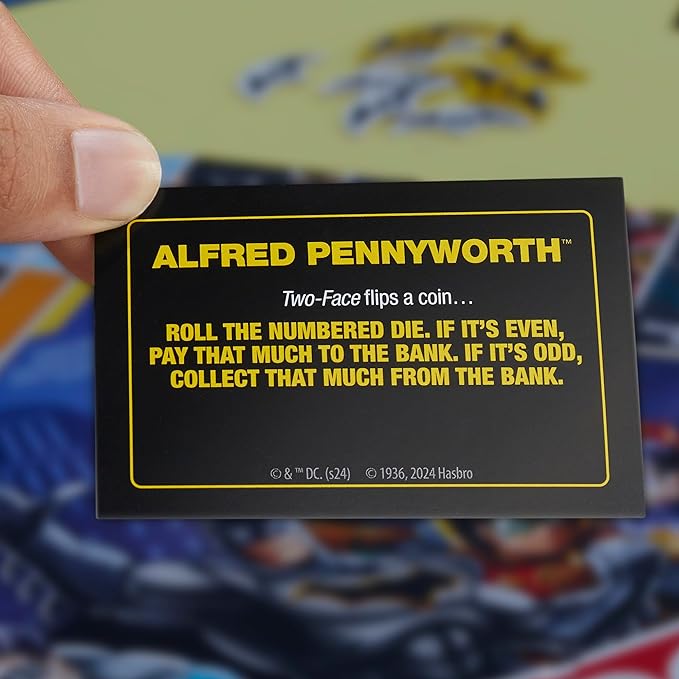 ALFRED PENNYWORTH™
Two-Face flips a coin...
ROLL THE NUMBERED DIE. IF IT'S EVEN,
PAY THAT MUCH TO THE BANK. IF IT'S ODD,
COLLECT THAT MUCH FROM THE BANK.
© & ™ DC. (s24) © 1936, 2024 Hasbro